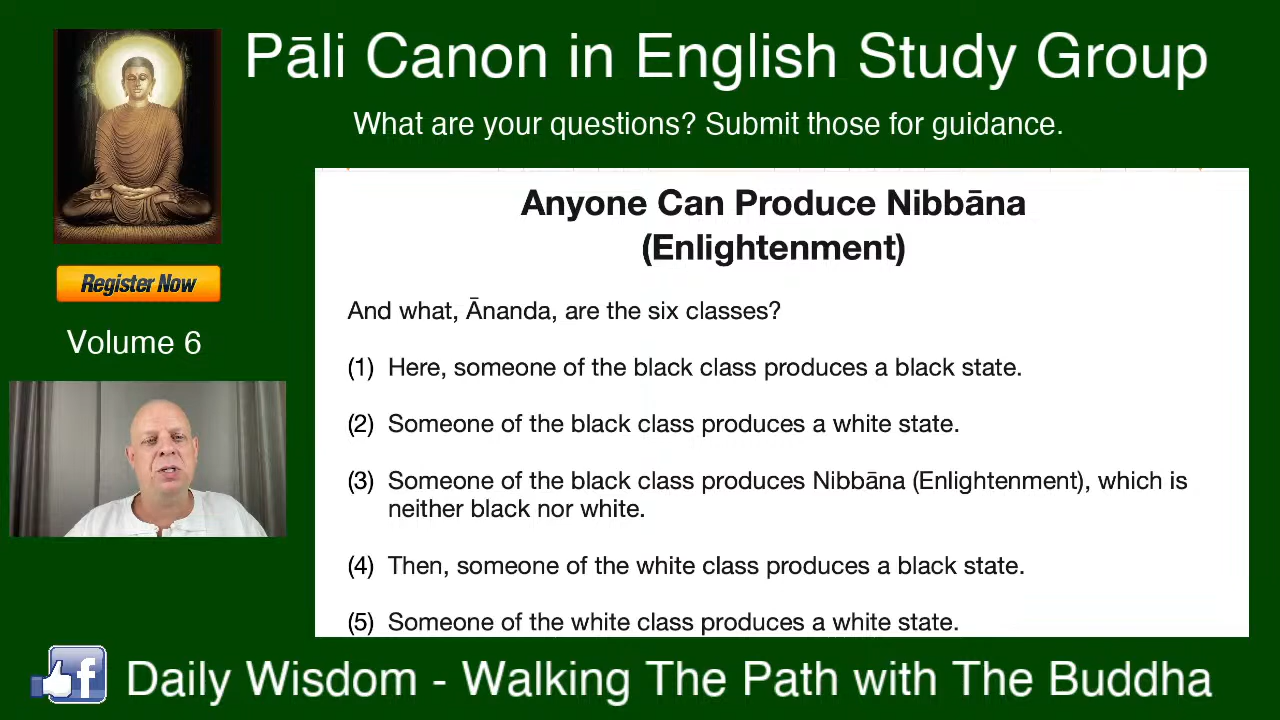 Pāli Canon in English Study Group
What are your questions? Submit those for guidance.
Register Now
Volume 6
Anyone Can Produce Nibbāna
(Enlightenment)
And what, Ānanda, are the six classes?
(1) Here, someone of the black class produces a black state.
(2) Someone of the black class produces a white state.
(3) Someone of the black class produces Nibbāna (Enlightenment), which is
neither black nor white.
(4) Then, someone of the white class produces a black state.
(5) Someone of the white class produces a white state.
f
Daily Wisdom - Walking The Path with The Buddha